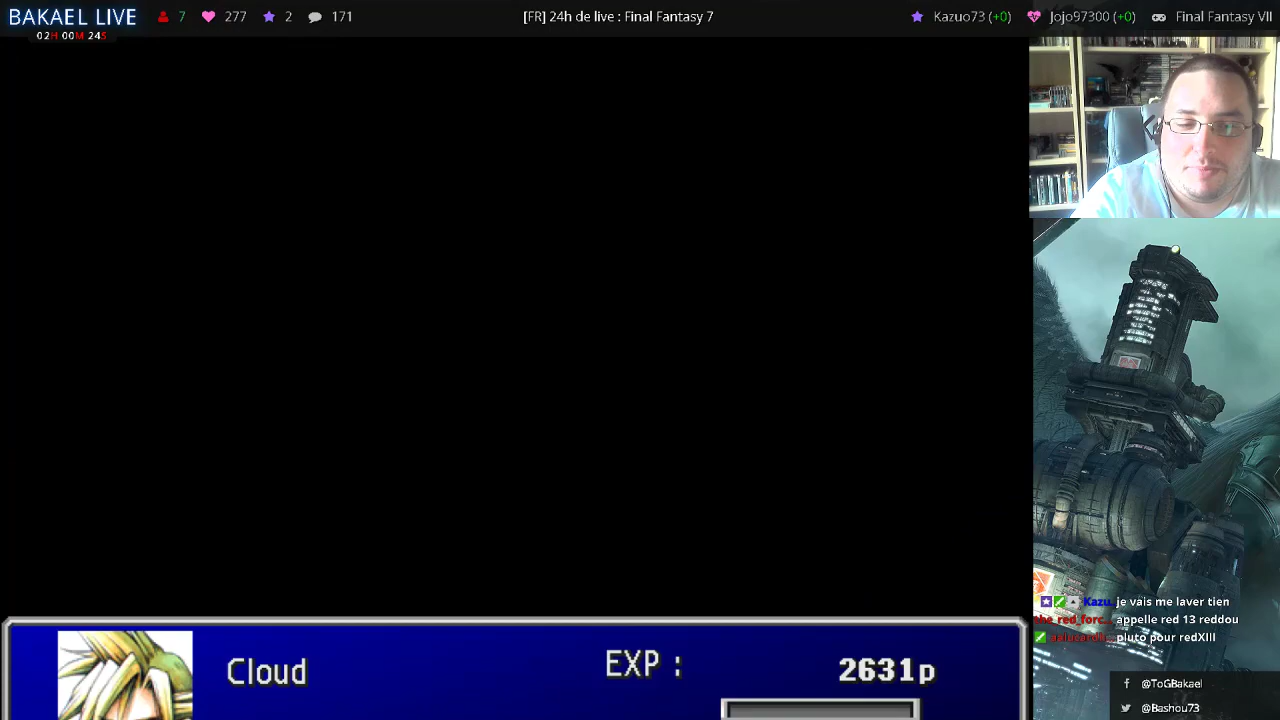 BAKAEL LIVE 7 277 2 171 [FR] 24h de live : Final Fantasy 7 Kazuo73 (+0) Jojo97300 (+0) Final Fantasy VII
02H 00M 24S
Kazu.. je vais me laver tien
the_red_forc... appelle red 13 reddou
pluto pour redXIII
Cloud EXP : 2631p
@ToGBakael
@Bashou73